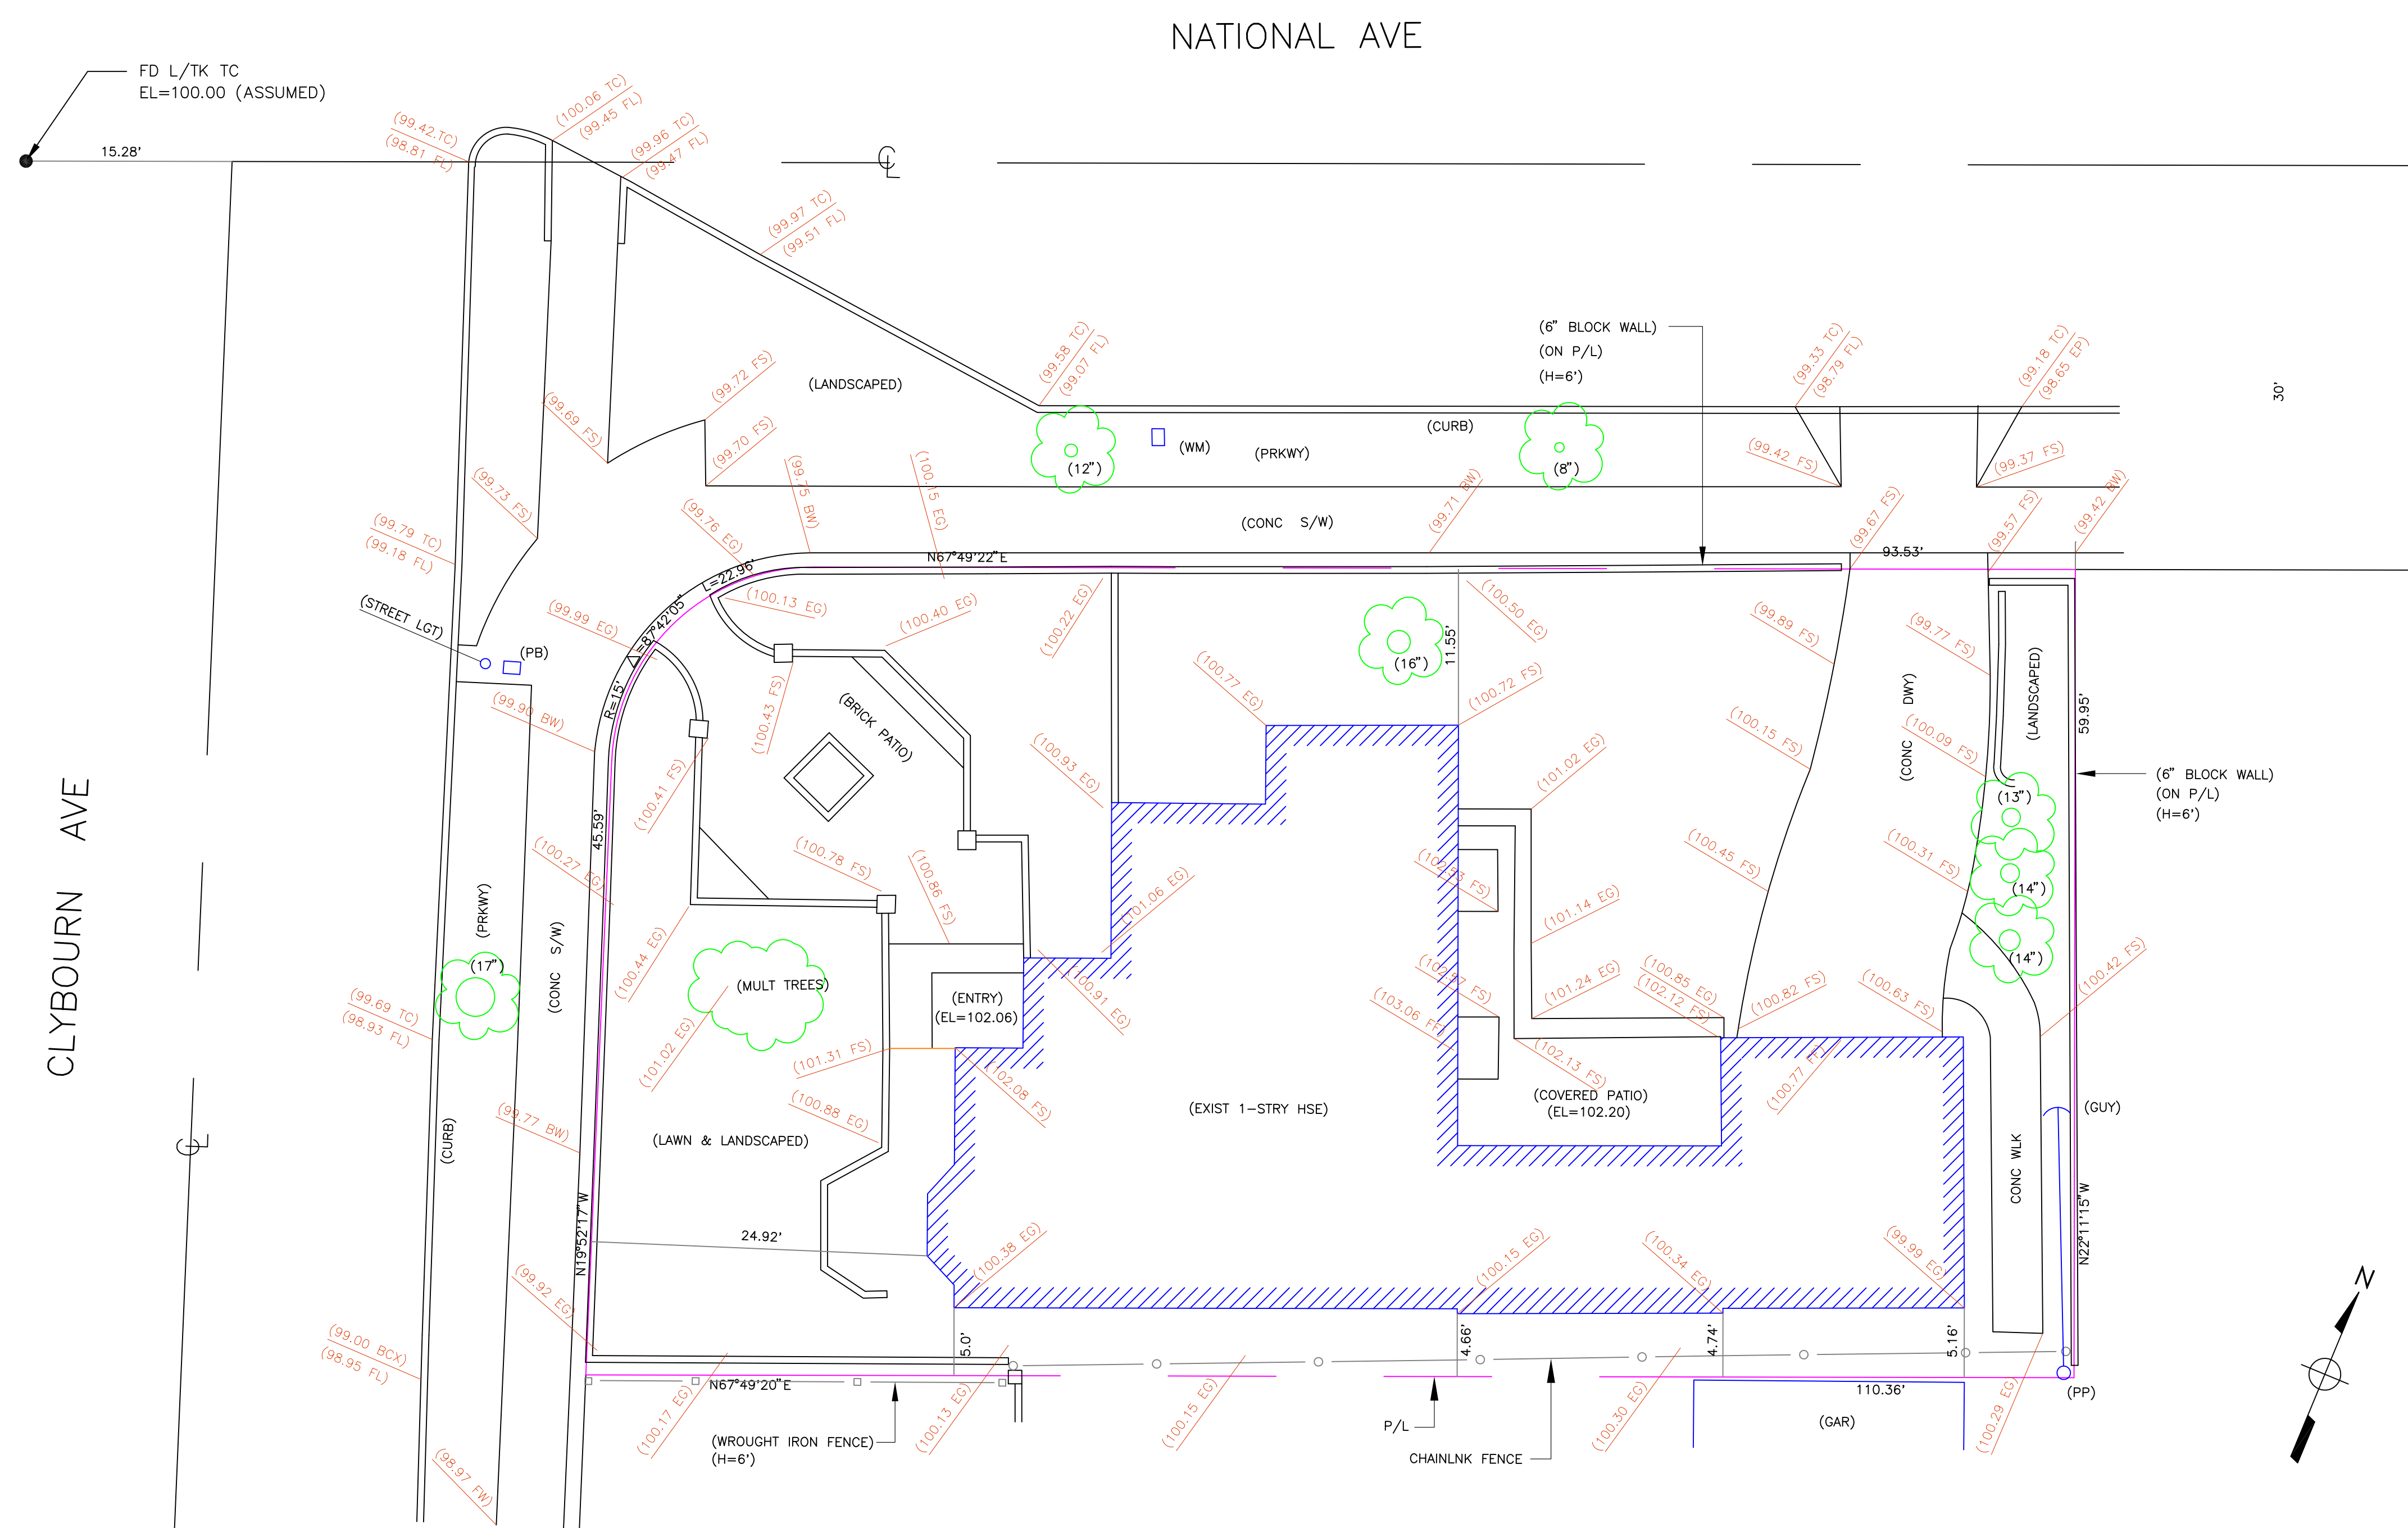 NATIONAL AVE
FD L/TK TC
EL=100.00 (ASSUMED)
15.28'
(99.42.TC)
(98.81 FL)
(100.06 TC)
(99.45 FL)
(99.96 TC)
(99.47 FL)
(99.97 TC)
(99.51 FL)
(99.58 TC)
(99.07 FL)
(6" BLOCK WALL)
(ON P/L)
(H=6')
(99.33 TC)
(98.79 FL)
(99.18 TC)
(98.65 EP)
30'
(LANDSCAPED)
(99.72 FS)
(99.69 FS)
(99.70 FS)
(12")
(WM)
(PRKWY)
(CURB)
(8")
(99.42 FS)
(99.37 FS)
(99.73 FS)
(99.75 BW)
(100.15 EG)
(99.76 EG)
(CONC S/W)
(99.71 BW)
(99.67 FS)
(99.57 FS)
(99.42 BW)
(99.79 TC)
(99.18 FL)
N67°49'22"E
93.53'
L=22.96'
Δ=87°42'05"
R=15'
(STREET LGT)
(PB)
(99.99 EG)
(100.13 EG)
(100.40 EG)
(100.22 EG)
(100.50 EG)
11.55'
(16")
(99.89 FS)
(99.77 FS)
(LANDSCAPED)
59.95'
(99.90 BW)
(100.43 FS)
(BRICK PATIO)
(100.77 EG)
(100.72 FS)
(100.15 FS)
(CONC DWY)
(100.09 FS)
(100.41 FS)
(100.93 EG)
(101.02 EG)
(6" BLOCK WALL)
(ON P/L)
(H=6')
(13")
45.59'
(100.27 EG)
(100.78 FS)
(100.86 FS)
(101.06 EG)
(102.53 FS)
(101.14 EG)
(100.45 FS)
(100.31 FS)
(14")
(14")
CLYBOURN AVE
(PRKWY)
(CONC S/W)
(17")
(100.44 EG)
(MULT TREES)
(101.02 EG)
(ENTRY)
(EL=102.06)
(100.91 EG)
(102.57 FS)
(103.06 FF)
(101.24 EG)
(100.85 EG)
(102.12 FS)
(100.82 FS)
(100.63 FS)
(100.42 FS)
(99.69 TC)
(98.93 FL)
(101.31 FS)
(102.08 FS)
(102.13 FS)
(100.77 FF)
(COVERED PATIO)
(EL=102.20)
(EXIST 1-STRY HSE)
(GUY)
(CURB)
(99.77 BW)
(100.88 EG)
(LAWN & LANDSCAPED)
CONC WLK
N19°52'17"W
24.92'
(100.38 EG)
(100.15 EG)
(100.34 EG)
(99.99 EG)
N22°11'15"W
(99.92 EG)
(99.00 BCX)
(98.95 FL)
5.0'
4.66'
4.74'
5.16'
N67°49'20"E
110.36'
(PP)
(GAR)
(100.17 EG)
(WROUGHT IRON FENCE)
(H=6')
(100.13 EG)
(100.15 EG)
P/L
CHAINLNK FENCE
(100.30 EG)
(100.29 EG)
(98.97 FW)
N